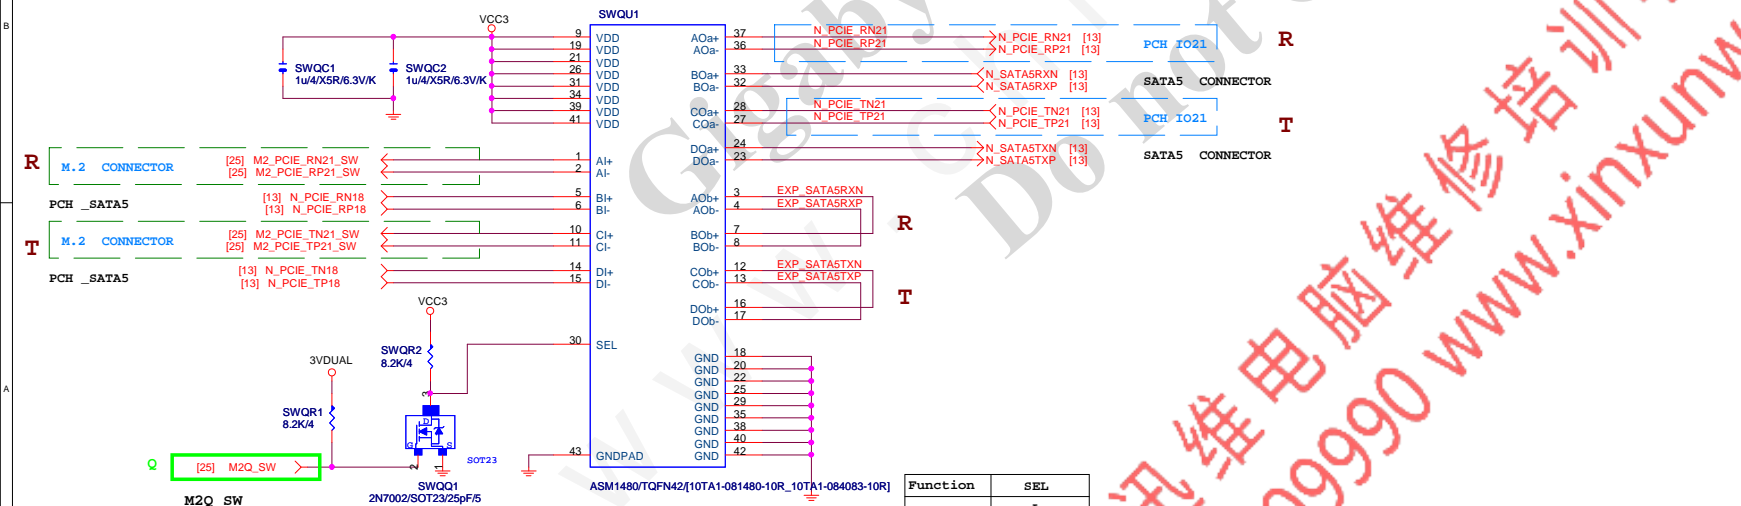 B
VCC3
SWQU1
SWQC1
1u/4/X5R/6.3V/K
SWQC2
1u/4/X5R/6.3V/K
9 VDD
19 VDD
21 VDD
26 VDD
31 VDD
34 VDD
39 VDD
41 VDD
AOa+ 37 N_PCIE_RN21 N_PCIE_RN21 [13]
AOa- 36 N_PCIE_RP21 N_PCIE_RP21 [13]
PCH IO21
R
BOa+ 33 N_SATA5RXN [13]
BOa- 32 N_SATA5RXP [13]
SATA5 CONNECTOR
COa+ 28 N_PCIE_TN21 N_PCIE_TN21 [13]
COa- 27 N_PCIE_TP21 N_PCIE_TP21 [13]
PCH IO21
T
DOa+ 24 N_SATA5TXN [13]
DOa- 23 N_SATA5TXP [13]
SATA5 CONNECTOR
R
M.2 CONNECTOR
[25] M2_PCIE_RN21_SW 1 AI+
[25] M2_PCIE_RP21_SW 2 AI-
PCH _SATA5
[13] N_PCIE_RN18 5 BI+
[13] N_PCIE_RP18 6 BI-
T
M.2 CONNECTOR
[25] M2_PCIE_TN21_SW 10 CI+
[25] M2_PCIE_TP21_SW 11 CI-
PCH _SATA5
[13] N_PCIE_TN18 14 DI+
[13] N_PCIE_TP18 15 DI-
AOb+ 3 EXP_SATA5RXN
AOb- 4 EXP_SATA5RXP
BOb+ 7
BOb- 8
R
COb+ 12 EXP_SATA5TXN
COb- 13 EXP_SATA5TXP
DOb+ 16
DOb- 17
T
VCC3
SWQR2
8.2K/4
30 SEL
3VDUAL
SWQR1
8.2K/4
3
D
G
S
2
1
SOT23
SWQQ1
2N7002/SOT23/25pF/5
Q
[25] M2Q_SW
M2Q SW
GND 18
GND 20
GND 22
GND 25
GND 29
GND 35
GND 38
GND 40
GND 42
43 GNDPAD
ASM1480/TQFN42/[10TA1-081480-10R_10TA1-084083-10R]
Function SEL
A
Do not
www.xinxunw
讯维电脑维修培训